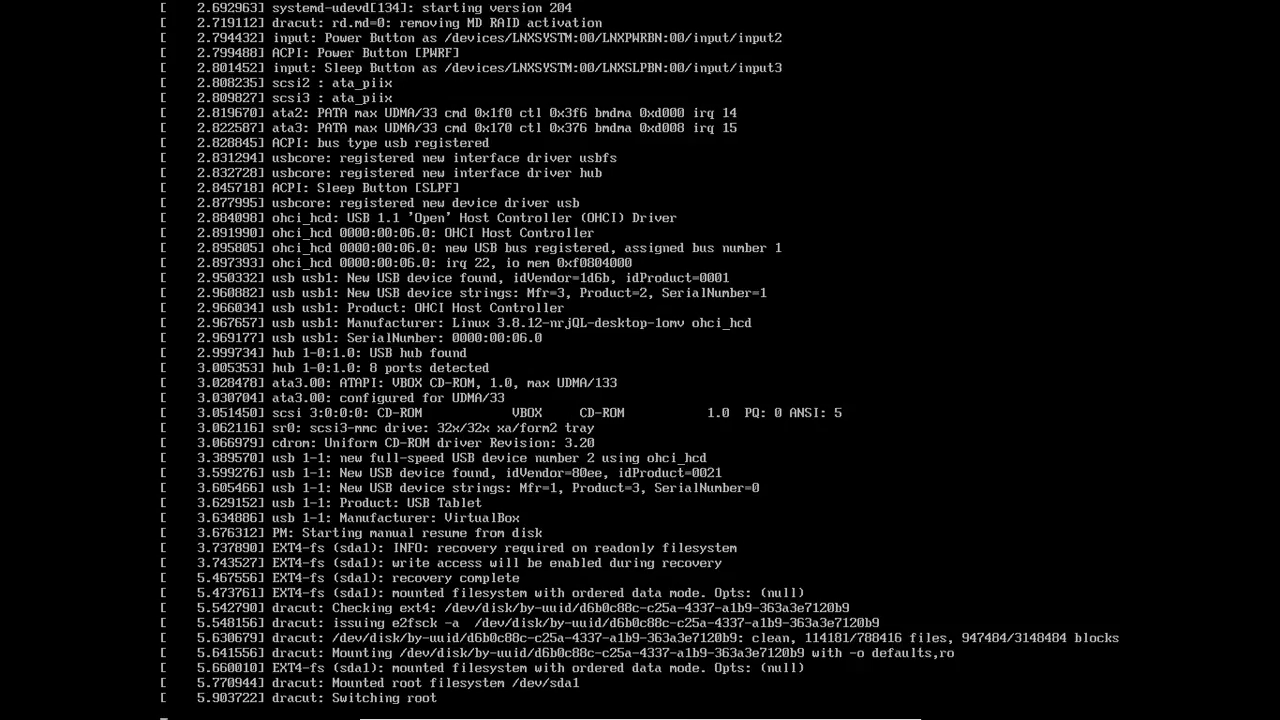 [    2.692963] systemd-udevd[134]: starting version 204
[    2.719112] dracut: rd.md=0: removing MD RAID activation
[    2.794432] input: Power Button as /devices/LNXSYSTM:00/LNXPWRBN:00/input/input2
[    2.799488] ACPI: Power Button [PWRF]
[    2.801452] input: Sleep Button as /devices/LNXSYSTM:00/LNXSLPBN:00/input/input3
[    2.808235] scsi2 : ata_piix
[    2.809827] scsi3 : ata_piix
[    2.819670] ata2: PATA max UDMA/33 cmd 0x1f0 ctl 0x3f6 bmdma 0xd000 irq 14
[    2.822587] ata3: PATA max UDMA/33 cmd 0x170 ctl 0x376 bmdma 0xd008 irq 15
[    2.828845] ACPI: bus type usb registered
[    2.831294] usbcore: registered new interface driver usbfs
[    2.832728] usbcore: registered new interface driver hub
[    2.845718] ACPI: Sleep Button [SLPF]
[    2.877995] usbcore: registered new device driver usb
[    2.884098] ohci_hcd: USB 1.1 'Open' Host Controller (OHCI) Driver
[    2.891990] ohci_hcd 0000:00:06.0: OHCI Host Controller
[    2.895805] ohci_hcd 0000:00:06.0: new USB bus registered, assigned bus number 1
[    2.897393] ohci_hcd 0000:00:06.0: irq 22, io mem 0xf0804000
[    2.950332] usb usb1: New USB device found, idVendor=1d6b, idProduct=0001
[    2.960882] usb usb1: New USB device strings: Mfr=3, Product=2, SerialNumber=1
[    2.966034] usb usb1: Product: OHCI Host Controller
[    2.967657] usb usb1: Manufacturer: Linux 3.8.12-nrjQL-desktop-1omv ohci_hcd
[    2.969177] usb usb1: SerialNumber: 0000:00:06.0
[    2.999734] hub 1-0:1.0: USB hub found
[    3.005353] hub 1-0:1.0: 8 ports detected
[    3.028478] ata3.00: ATAPI: VBOX CD-ROM, 1.0, max UDMA/133
[    3.030704] ata3.00: configured for UDMA/33
[    3.051450] scsi 3:0:0:0: CD-ROM            VBOX     CD-ROM           1.0  PQ: 0 ANSI: 5
[    3.062116] sr0: scsi3-mmc drive: 32x/32x xa/form2 tray
[    3.066979] cdrom: Uniform CD-ROM driver Revision: 3.20
[    3.389570] usb 1-1: new full-speed USB device number 2 using ohci_hcd
[    3.599276] usb 1-1: New USB device found, idVendor=80ee, idProduct=0021
[    3.605466] usb 1-1: New USB device strings: Mfr=1, Product=3, SerialNumber=0
[    3.629152] usb 1-1: Product: USB Tablet
[    3.634886] usb 1-1: Manufacturer: VirtualBox
[    3.676312] PM: Starting manual resume from disk
[    3.737890] EXT4-fs (sda1): INFO: recovery required on readonly filesystem
[    3.743527] EXT4-fs (sda1): write access will be enabled during recovery
[    5.467556] EXT4-fs (sda1): recovery complete
[    5.473761] EXT4-fs (sda1): mounted filesystem with ordered data mode. Opts: (null)
[    5.542790] dracut: Checking ext4: /dev/disk/by-uuid/d6b0c88c-c25a-4337-a1b9-363a3e7120b9
[    5.548156] dracut: issuing e2fsck -a  /dev/disk/by-uuid/d6b0c88c-c25a-4337-a1b9-363a3e7120b9
[    5.630679] dracut: /dev/disk/by-uuid/d6b0c88c-c25a-4337-a1b9-363a3e7120b9: clean, 114181/788416 files, 947484/3148484 blocks
[    5.641556] dracut: Mounting /dev/disk/by-uuid/d6b0c88c-c25a-4337-a1b9-363a3e7120b9 with -o defaults,ro
[    5.660010] EXT4-fs (sda1): mounted filesystem with ordered data mode. Opts: (null)
[    5.770944] dracut: Mounted root filesystem /dev/sda1
[    5.903722] dracut: Switching root